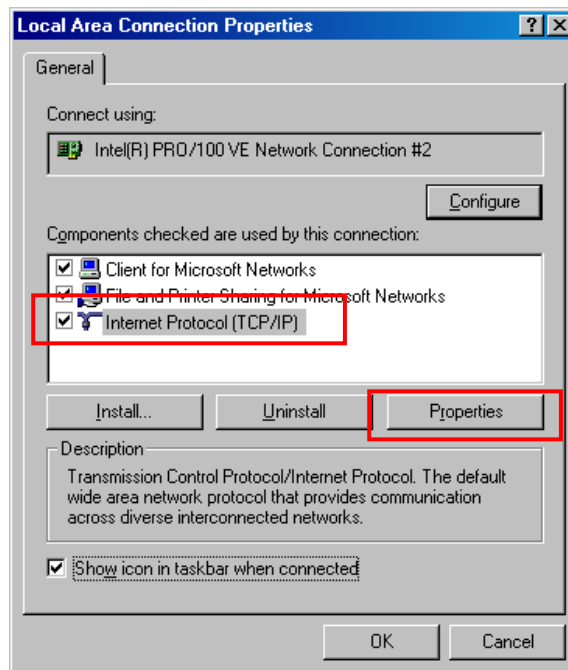 Local Area Connection Properties
General
Connect using:
Intel(R) PRO/100 VE Network Connection #2
Configure
Components checked are used by this connection:
Client for Microsoft Networks
File and Printer Sharing for Microsoft Networks
Internet Protocol (TCP/IP)
Install...
Uninstall
Properties
Description
Transmission Control Protocol/Internet Protocol. The default
wide area network protocol that provides communication
across diverse interconnected networks.
Show icon in taskbar when connected
OK
Cancel